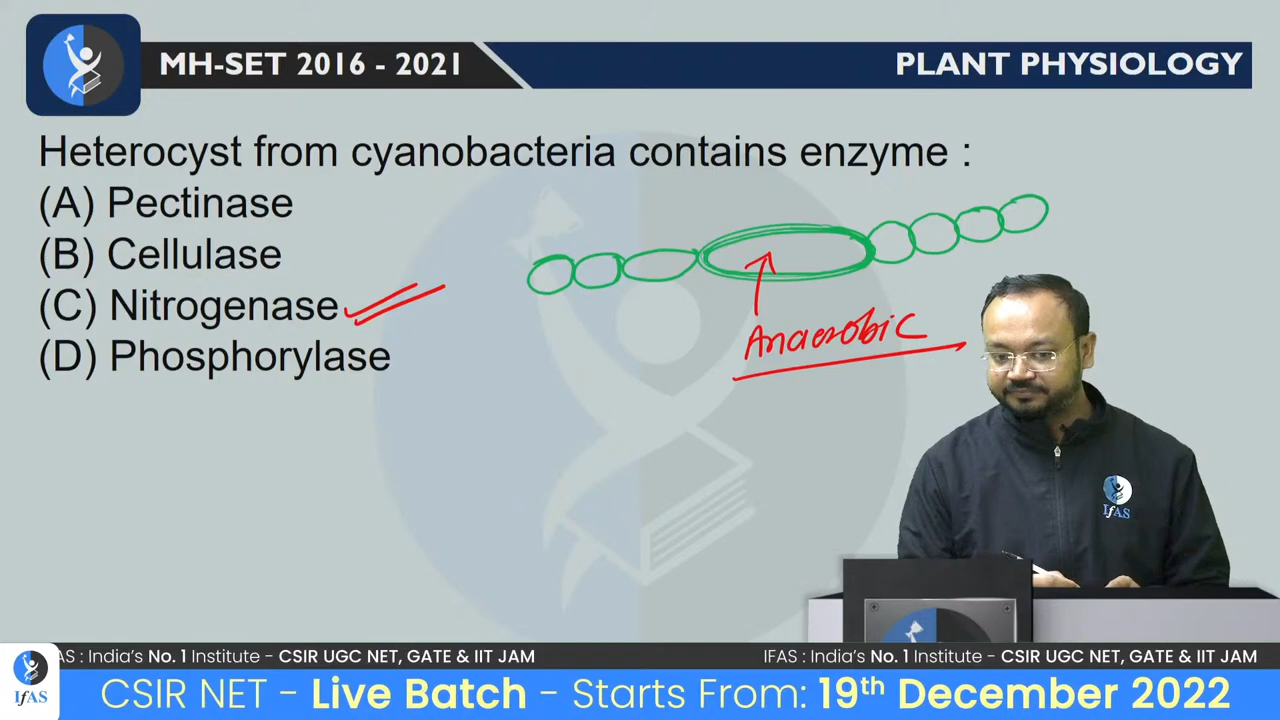 MH-SET 2016 - 2021
PLANT PHYSIOLOGY
Heterocyst from cyanobacteria contains enzyme :
(A) Pectinase
(B) Cellulase
(C) Nitrogenase
(D) Phosphorylase
Anaerobic
IfAS
AS : India's No. 1 Institute - CSIR UGC NET, GATE & IIT JAM
IFAS : India's No. 1 Institute - CSIR UGC NET, GATE & IIT JAM
IfAS
CSIR NET - Live Batch - Starts From: 19th December 2022